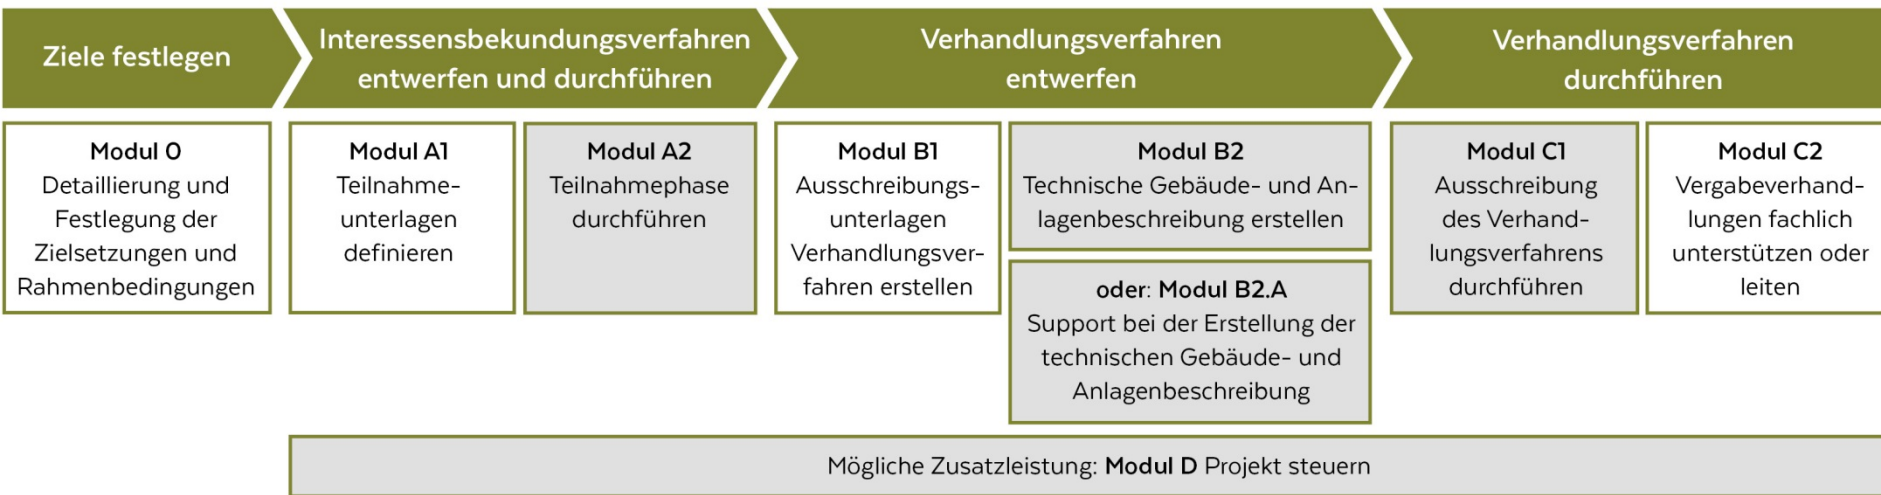 Ziele festlegen
Interessensbekundungsverfahren
entwerfen und durchführen
Verhandlungsverfahren
entwerfen
Verhandlungsverfahren
durchführen
Modul 0
Detaillierung und
Festlegung der
Zielsetzungen und
Rahmenbedingungen
Modul A1
Teilnahme-
unterlagen
definieren
Modul A2
Teilnahmephase
durchführen
Modul B1
Ausschreibungs-
unterlagen
Verhandlungsver-
fahren erstellen
Modul B2
Technische Gebäude- und An-
lagenbeschreibung erstellen
oder: Modul B2.A
Support bei der Erstellung der
technischen Gebäude- und
Anlagenbeschreibung
Modul C1
Ausschreibung
des Verhand-
lungsverfahrens
durchführen
Modul C2
Vergabeverhand-
lungen fachlich
unterstützen oder
leiten
Mögliche Zusatzleistung: Modul D Projekt steuern